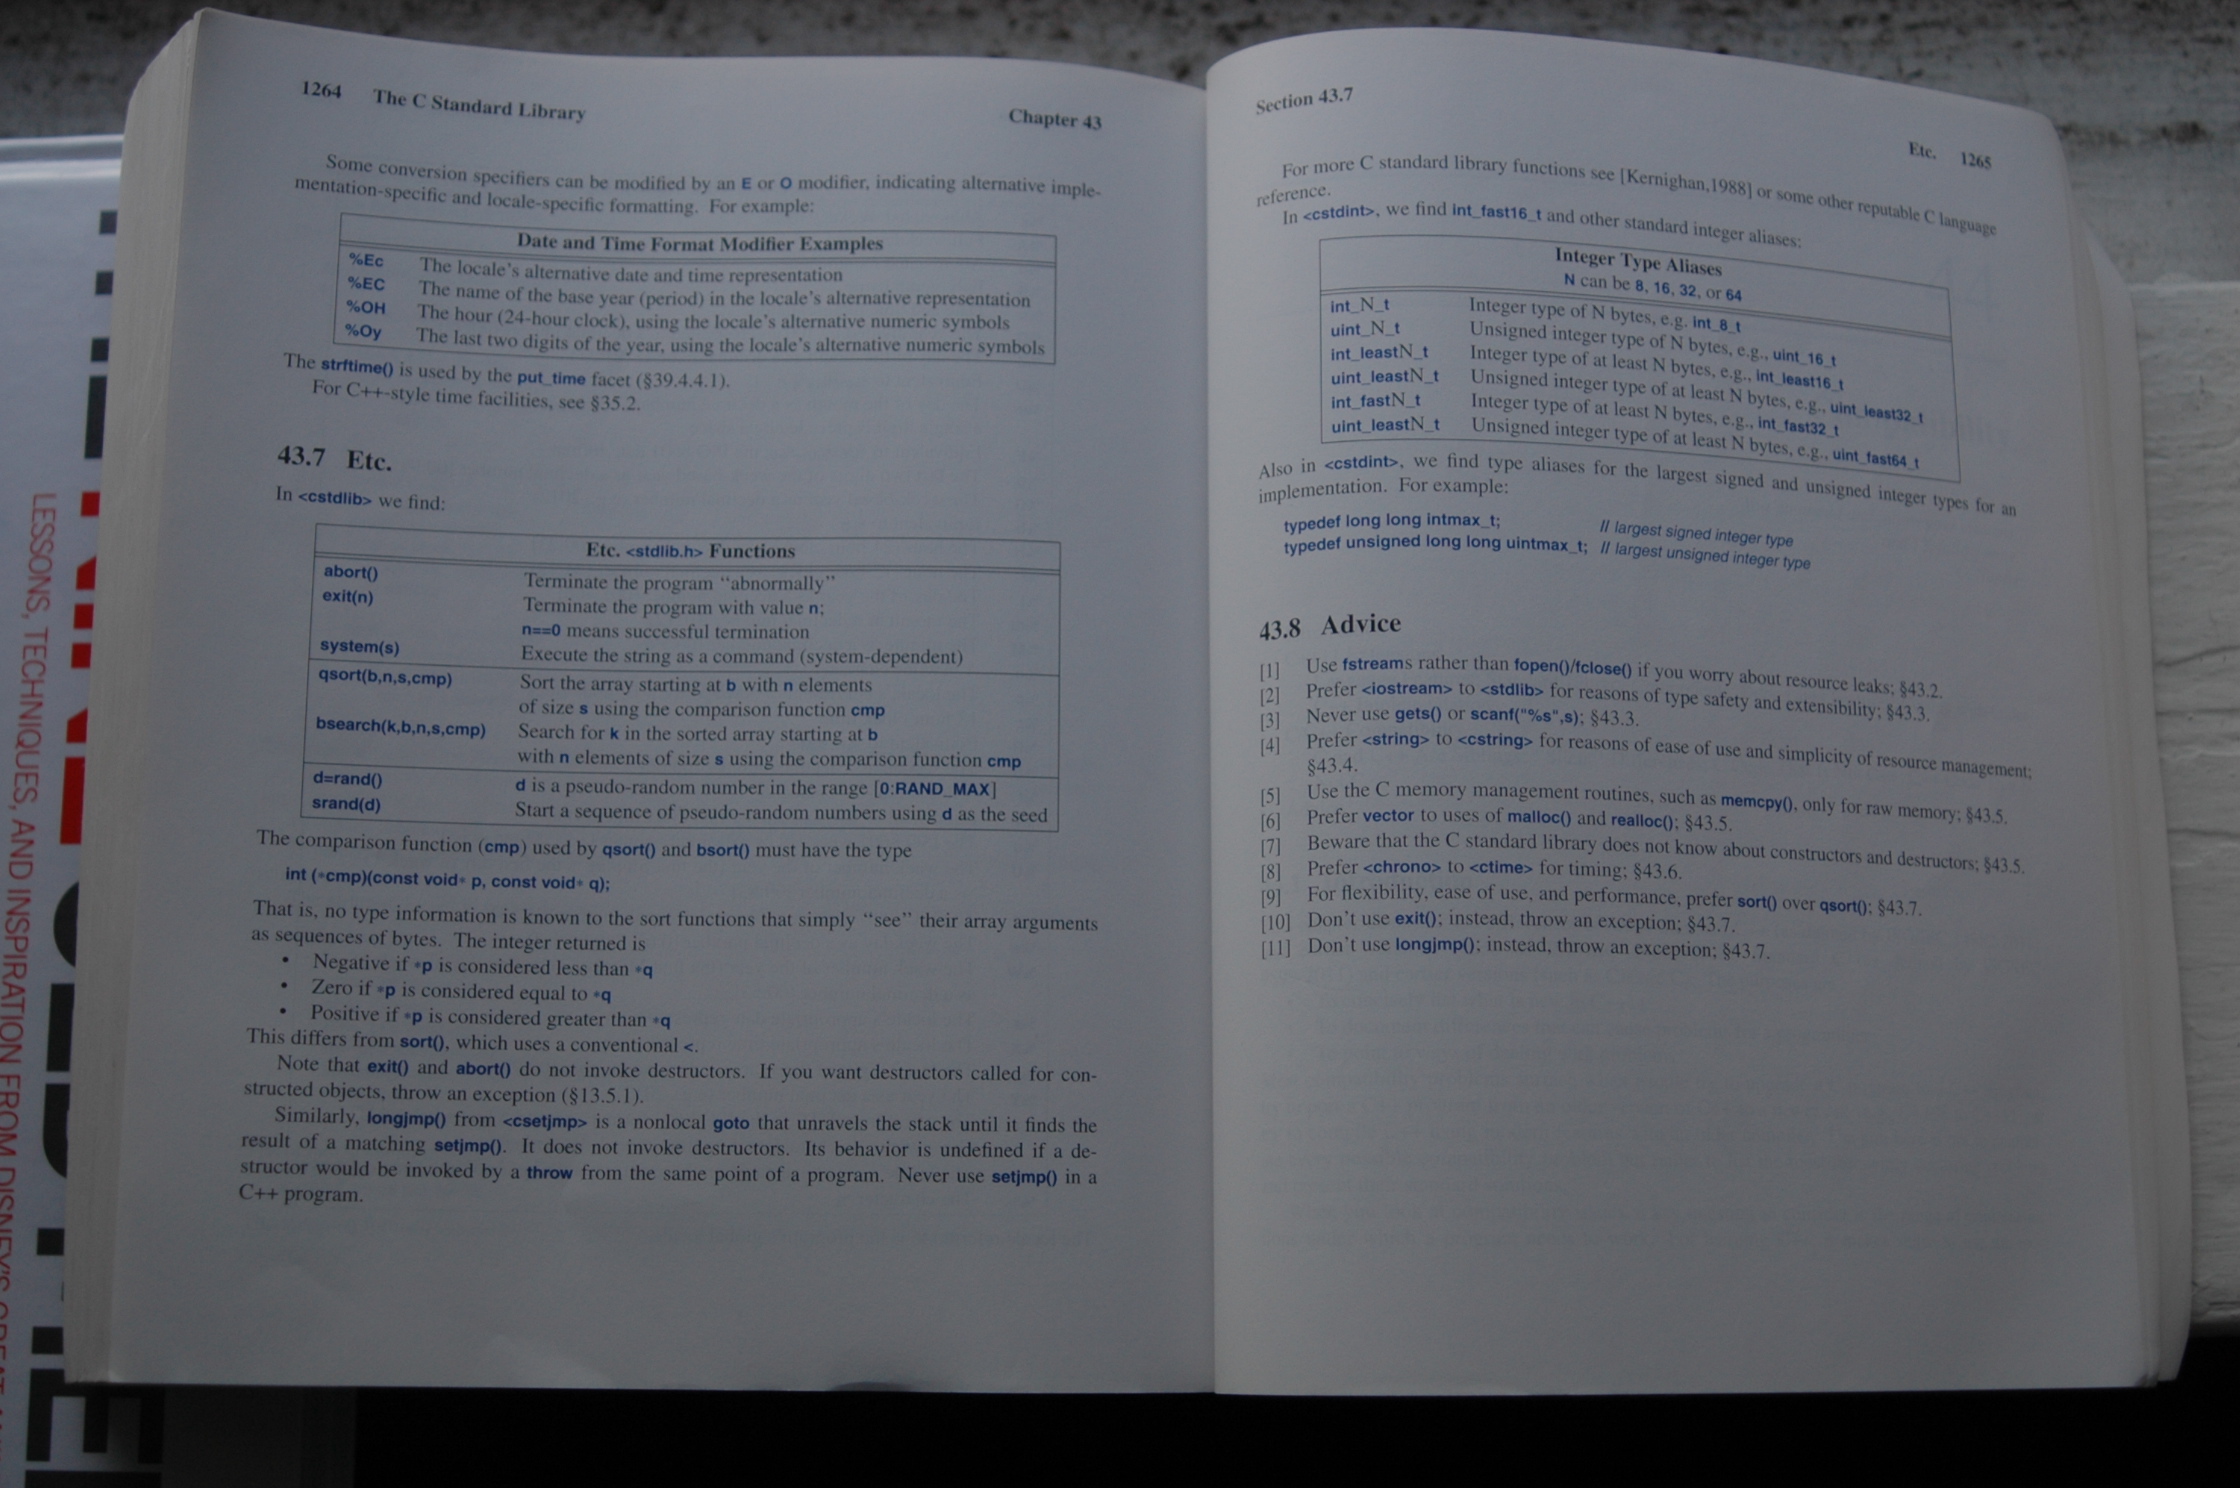 1264 The C Standard Library Chapter 43
Some conversion specifiers can be modified by an E or O modifier, indicating alternative imple-
mentation-specific and locale-specific formatting. For example:
Date and Time Format Modifier Examples
%Ec The locale's alternative date and time representation
%EC The name of the base year (period) in the locale's alternative representation
%OH The hour (24-hour clock), using the locale's alternative numeric symbols
%Oy The last two digits of the year, using the locale's alternative numeric symbols
The strftime() is used by the put_time facet (§39.4.4.1).
For C++-style time facilities, see §35.2.
43.7 Etc.
In <cstdlib> we find:
Etc. <stdlib.h> Functions
abort() Terminate the program “abnormally”
exit(n) Terminate the program with value n;
n==0 means successful termination
system(s) Execute the string as a command (system-dependent)
qsort(b,n,s,cmp) Sort the array starting at b with n elements
of size s using the comparison function cmp
bsearch(k,b,n,s,cmp) Search for k in the sorted array starting at b
with n elements of size s using the comparison function cmp
d=rand() d is a pseudo-random number in the range [0:RAND_MAX]
srand(d) Start a sequence of pseudo-random numbers using d as the seed
The comparison function (cmp) used by qsort() and bsort() must have the type
int (*cmp)(const void* p, const void* q);
That is, no type information is known to the sort functions that simply “see” their array arguments
as sequences of bytes. The integer returned is
• Negative if *p is considered less than *q
• Zero if *p is considered equal to *q
• Positive if *p is considered greater than *q
This differs from sort(), which uses a conventional <.
Note that exit() and abort() do not invoke destructors. If you want destructors called for con-
structed objects, throw an exception (§13.5.1).
Similarly, longjmp() from <csetjmp> is a nonlocal goto that unravels the stack until it finds the
result of a matching setjmp(). It does not invoke destructors. Its behavior is undefined if a de-
structor would be invoked by a throw from the same point of a program. Never use setjmp() in a
C++ program.
Section 43.7 Etc. 1265
For more C standard library functions see [Kernighan,1988] or some other reputable C language
reference.
In <cstdint>, we find int_fast16_t and other standard integer aliases:
Integer Type Aliases
N can be 8, 16, 32, or 64
int_N_t Integer type of N bytes, e.g. int_8_t
uint_N_t Unsigned integer type of N bytes, e.g., uint_16_t
int_leastN_t Integer type of at least N bytes, e.g., int_least16_t
uint_leastN_t Unsigned integer type of at least N bytes, e.g., uint_least32_t
int_fastN_t Integer type of at least N bytes, e.g., int_fast32_t
uint_leastN_t Unsigned integer type of at least N bytes, e.g., uint_fast64_t
Also in <cstdint>, we find type aliases for the largest signed and unsigned integer types for an
implementation. For example:
typedef long long intmax_t; // largest signed integer type
typedef unsigned long long uintmax_t; // largest unsigned integer type
43.8 Advice
[1] Use fstreams rather than fopen()/fclose() if you worry about resource leaks; §43.2.
[2] Prefer <iostream> to <stdlib> for reasons of type safety and extensibility; §43.3.
[3] Never use gets() or scanf("%s",s); §43.3.
[4] Prefer <string> to <cstring> for reasons of ease of use and simplicity of resource management;
§43.4.
[5] Use the C memory management routines, such as memcpy(), only for raw memory; §43.5.
[6] Prefer vector to uses of malloc() and realloc(); §43.5.
[7] Beware that the C standard library does not know about constructors and destructors; §43.5.
[8] Prefer <chrono> to <ctime> for timing; §43.6.
[9] For flexibility, ease of use, and performance, prefer sort() over qsort(); §43.7.
[10] Don't use exit(); instead, throw an exception; §43.7.
[11] Don't use longjmp(); instead, throw an exception; §43.7.
LESSONS, TECHNIQUES, AND INSPIRATION FROM DISNEY'S GREAT